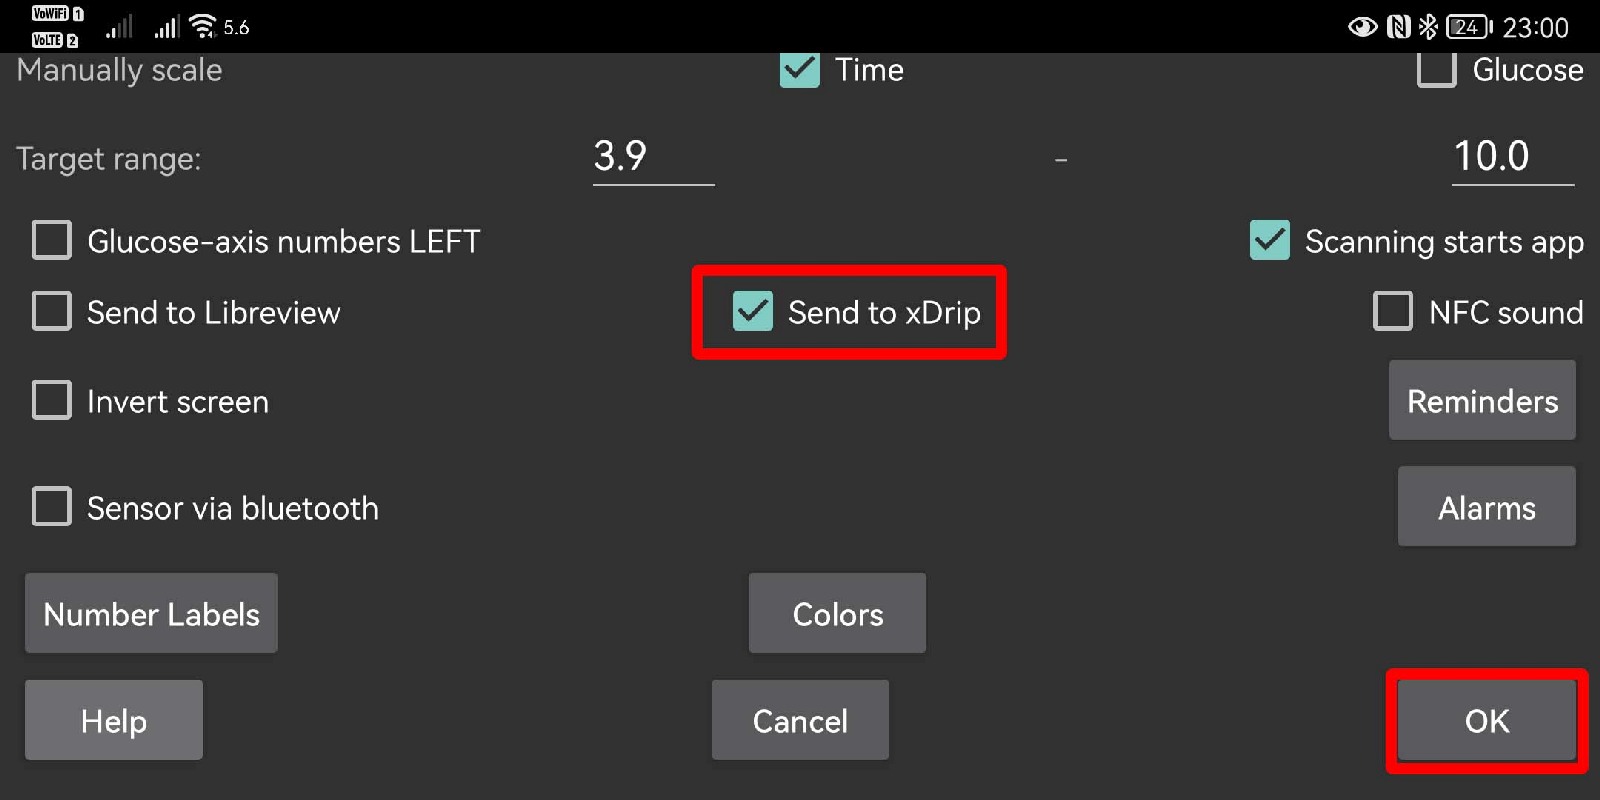 VoWiFi 1
VoLTE 2
5.6
24 23:00
Manually scale Time Glucose
Target range: 3.9 - 10.0
Glucose-axis numbers LEFT Scanning starts app
Send to Libreview Send to xDrip NFC sound
Invert screen Reminders
Sensor via bluetooth Alarms
Number Labels Colors
Help Cancel OK